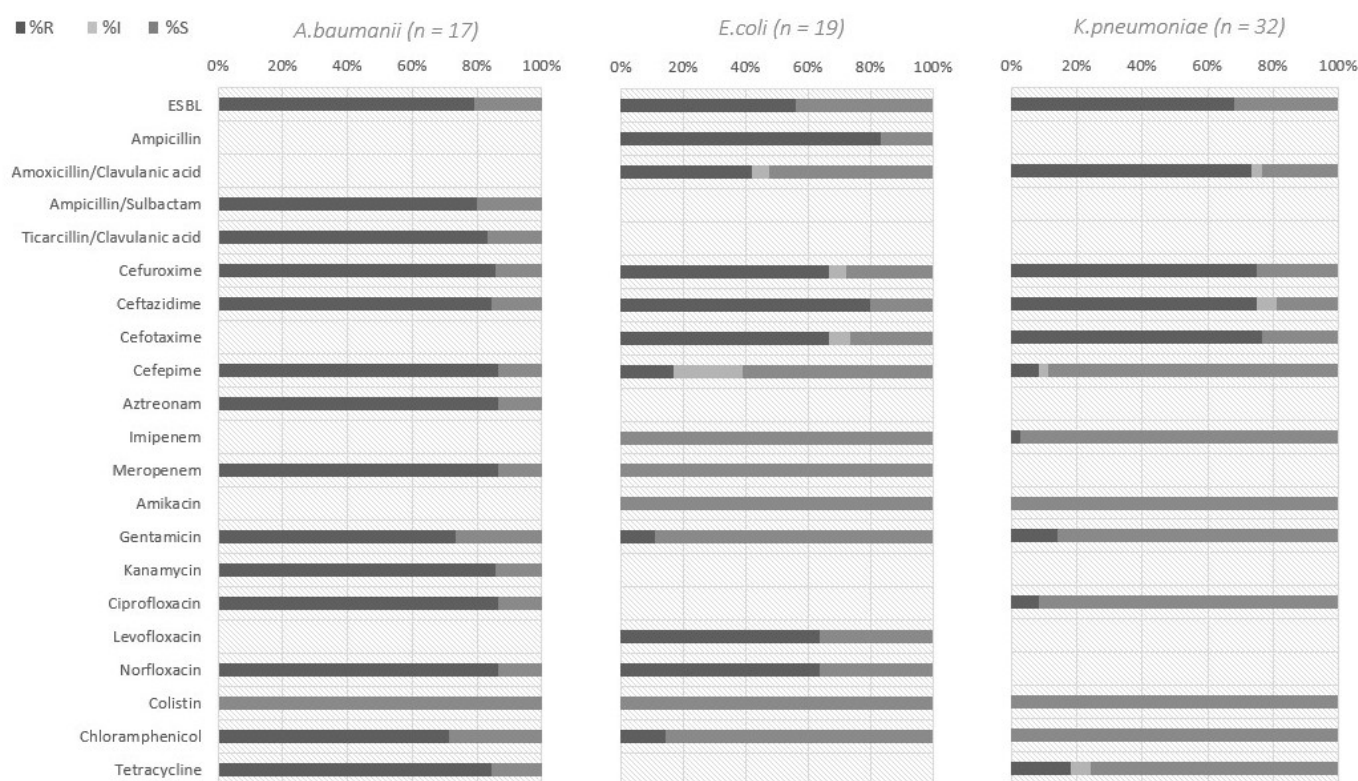 %R %I %S
A.baumanii (n = 17)
E.coli (n = 19)
K.pneumoniae (n = 32)
0% 20% 40% 60% 80% 100%
0% 20% 40% 60% 80% 100%
0% 20% 40% 60% 80% 100%
ESBL
Ampicillin
Amoxicillin/Clavulanic acid
Ampicillin/Sulbactam
Ticarcillin/Clavulanic acid
Cefuroxime
Ceftazidime
Cefotaxime
Cefepime
Aztreonam
Imipenem
Meropenem
Amikacin
Gentamicin
Kanamycin
Ciprofloxacin
Levofloxacin
Norfloxacin
Colistin
Chloramphenicol
Tetracycline